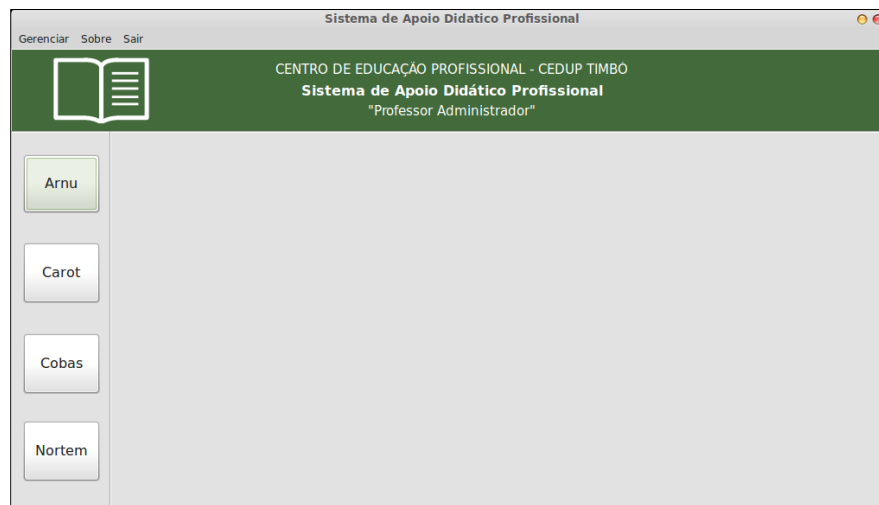 Sistema de Apoio Didatico Profissional
Gerenciar Sobre Sair
CENTRO DE EDUCAÇÃO PROFISSIONAL - CEDUP TIMBÓ
Sistema de Apoio Didático Profissional
"Professor Administrador"
Arnu
Carot
Cobas
Nortem